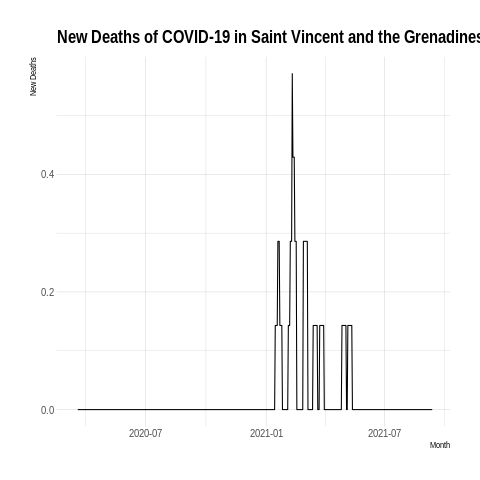 New Deaths of COVID-19 in Saint Vincent and the Grenadines
New Deaths
0.4
0.2
0.0
2020-07
2021-01
2021-07
Month